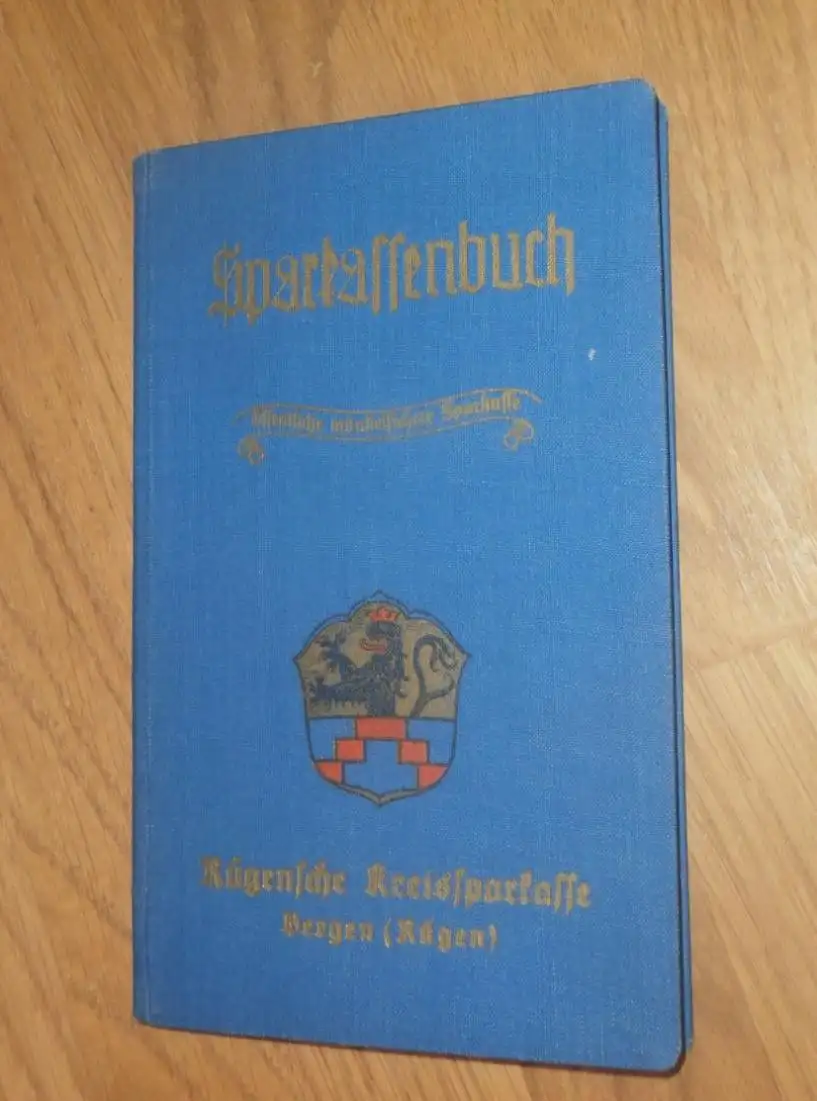 Sparkassenbuch
Öffentliche mündelsichere Sparkasse
Rügensche Kreissparkasse
Bergen (Rügen)